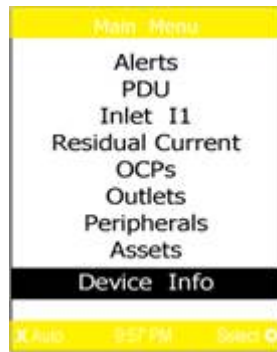 Main Menu
Alerts
PDU
Inlet I1
Residual Current
OCPs
Outlets
Peripherals
Assets
Device Info
X Auto 9:57 PM Select O